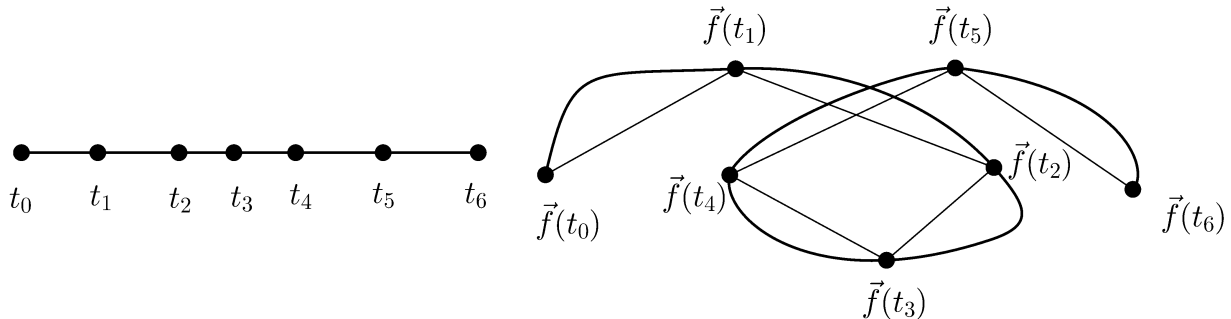 t₀ t₁ t₂ t₃ t₄ t₅ t₆
f⃗(t₁) f⃗(t₅)
f⃗(t₂)
f⃗(t₄)
f⃗(t₀) f⃗(t₆)
f⃗(t₃)